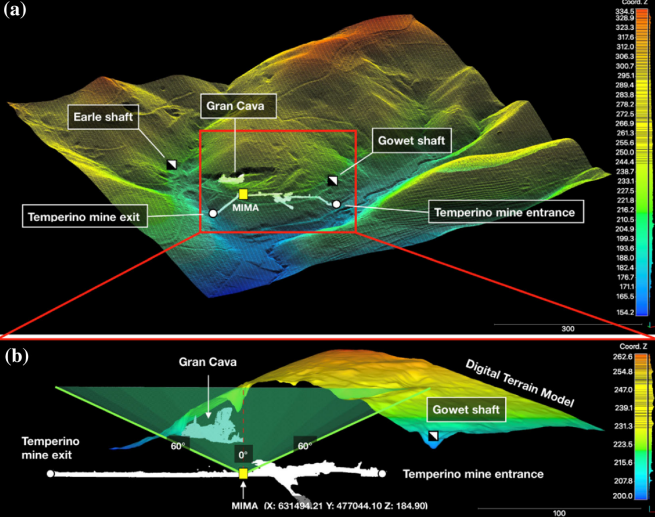 (a)
Coord. Z
334.5
328.9
323.3
317.6
312.0
306.3
300.7
295.1
289.4
283.8
278.2
272.5
266.9
261.2
255.6
250.0
244.3
238.7
233.1
227.5
221.8
216.2
210.5
204.9
199.3
193.6
188.0
182.4
176.7
171.1
165.5
154.2
Gran Cava
Earle shaft
Gowet shaft
MIMA
Temperino mine exit
Temperino mine entrance
300
(b)
Coord. Z
262.6
254.8
247.0
239.1
231.3
223.5
215.6
207.8
200.0
Gran Cava
Digital Terrain Model
Gowet shaft
60°
0°
60°
Temperino
mine exit
Temperino mine entrance
MIMA (X: 631494.21 Y: 477044.10 Z: 184.90)
100